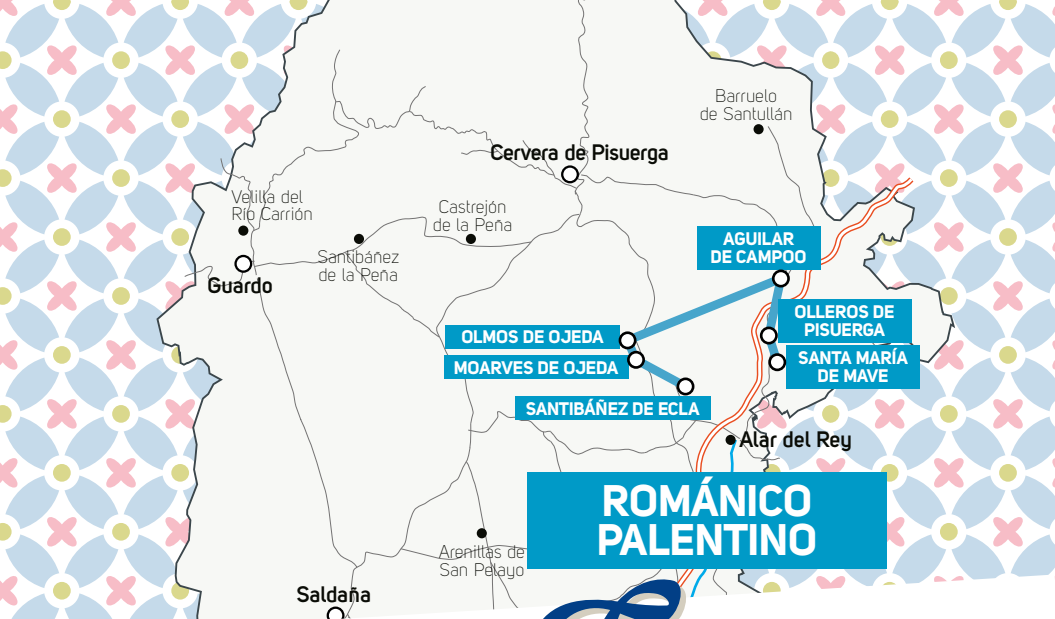 Barruelo
de Santullán
Cervera de Pisuerga
Velilla del
Río Carrión
Castrejón
de la Peña
AGUILAR
DE CAMPOO
Santibáñez
de la Peña
Guardo
OLLEROS DE
PISUERGA
OLMOS DE OJEDA
SANTA MARÍA
DE MAVE
MOARVES DE OJEDA
SANTIBÁÑEZ DE ECLA
Alar del Rey
ROMÁNICO
PALENTINO
Arenillas de
San Pelayo
Saldaña